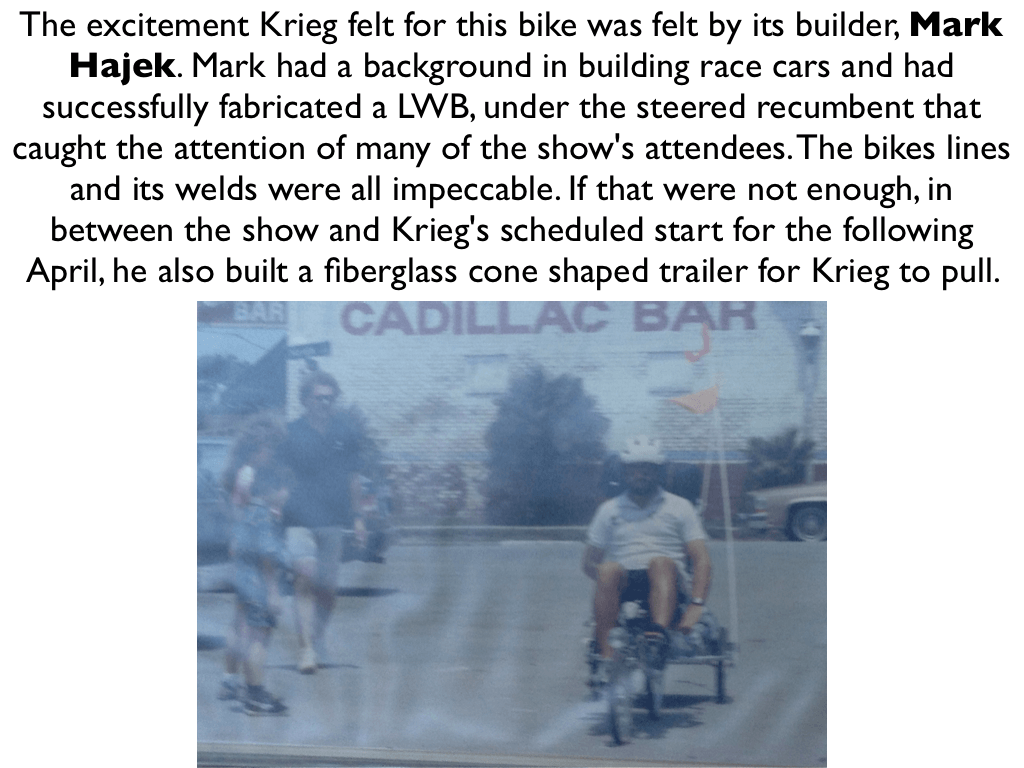 The excitement Krieg felt for this bike was felt by its builder, Mark
Hajek. Mark had a background in building race cars and had
successfully fabricated a LWB, under the steered recumbent that
caught the attention of many of the show's attendees. The bikes lines
and its welds were all impeccable. If that were not enough, in
between the show and Krieg's scheduled start for the following
April, he also built a fiberglass cone shaped trailer for Krieg to pull.
BAR
CADILLAC BAR